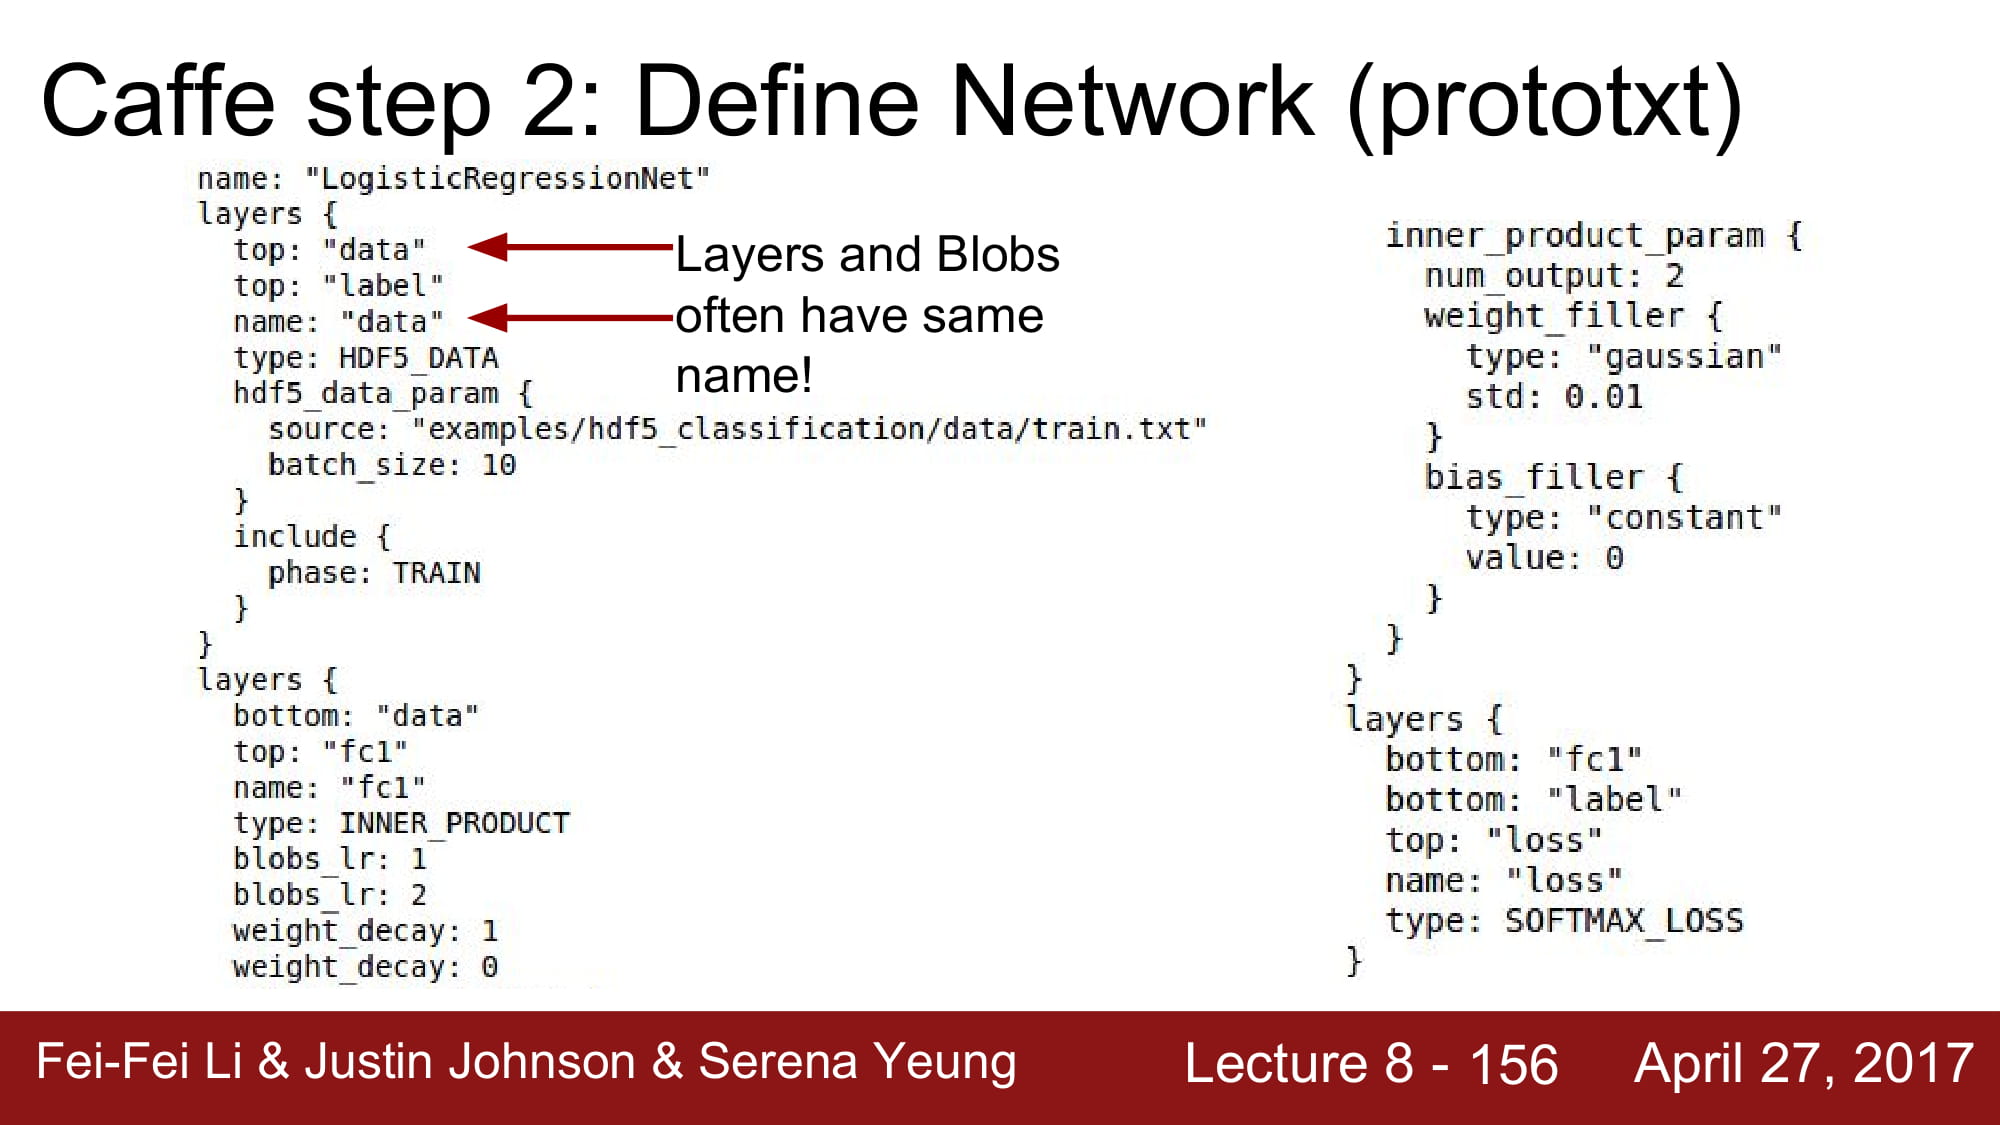 Caffe step 2: Define Network (prototxt)
name: "LogisticRegressionNet"
layers {
top: "data"
top: "label"
name: "data"
type: HDF5_DATA
hdf5_data_param {
source: "examples/hdf5_classification/data/train.txt"
batch_size: 10
}
include {
phase: TRAIN
}
}
layers {
bottom: "data"
top: "fc1"
name: "fc1"
type: INNER_PRODUCT
blobs_lr: 1
blobs_lr: 2
weight_decay: 1
weight_decay: 0
Layers and Blobs
often have same
name!
inner_product_param {
num_output: 2
weight_filler {
type: "gaussian"
std: 0.01
}
bias_filler {
type: "constant"
value: 0
}
}
}
layers {
bottom: "fc1"
bottom: "label"
top: "loss"
name: "loss"
type: SOFTMAX_LOSS
}
Fei-Fei Li & Justin Johnson & Serena Yeung
Lecture 8 - 156
April 27, 2017